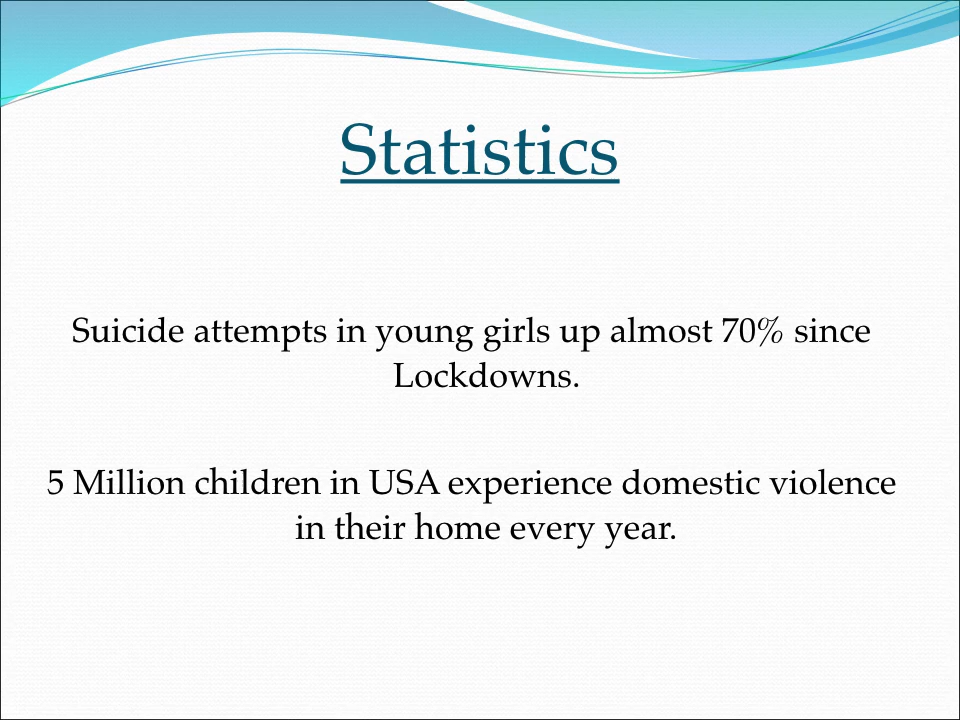 Statistics
Suicide attempts in young girls up almost 70% since
Lockdowns.
5 Million children in USA experience domestic violence
in their home every year.